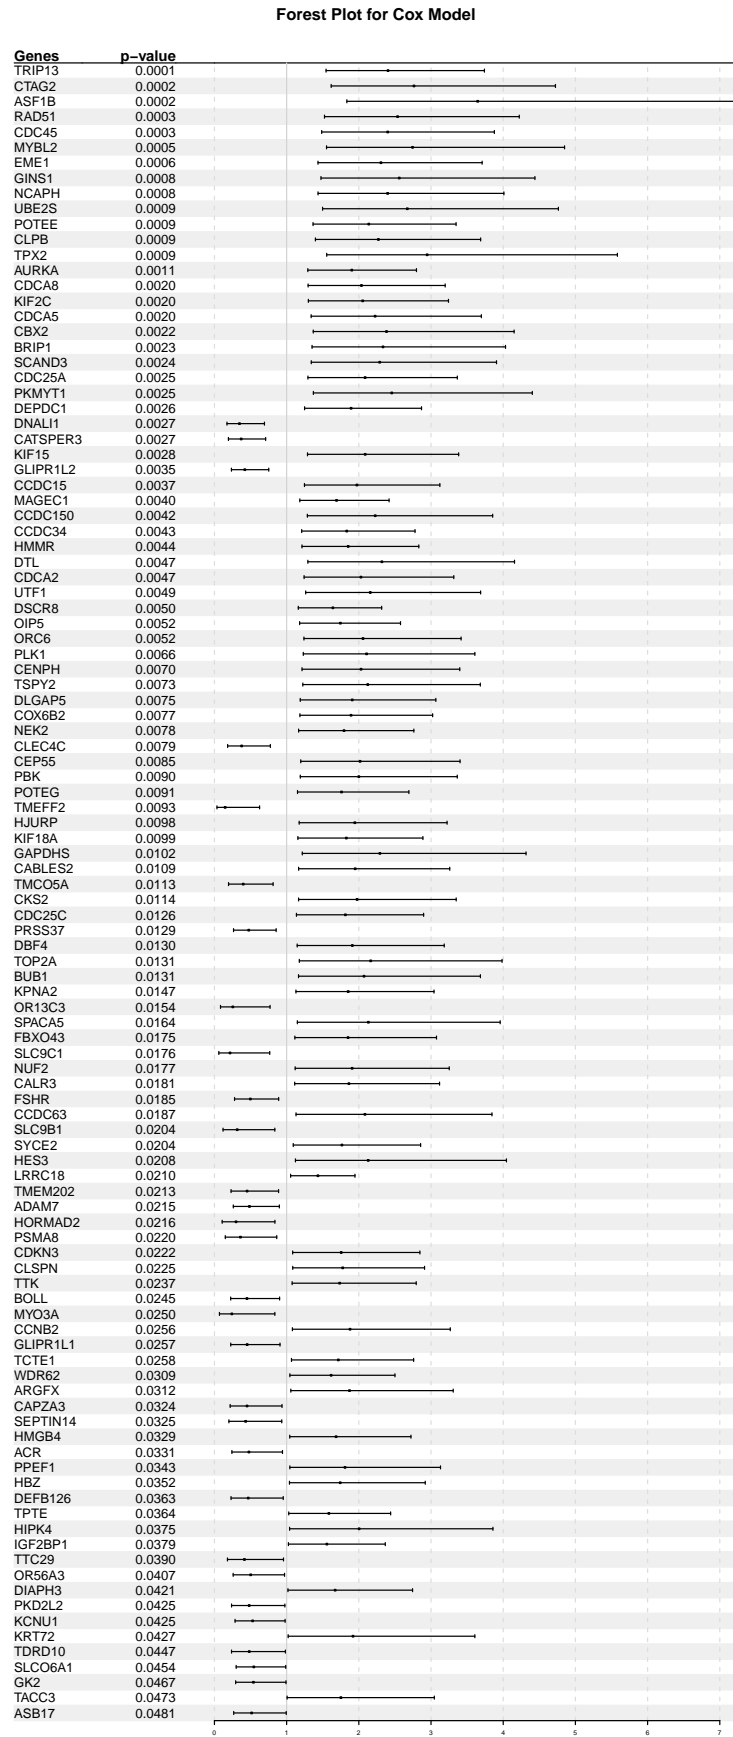 Forest Plot for Cox Model
Genes p−value
TRIP13 0.0001
CTAG2 0.0002
ASF1B 0.0002
RAD51 0.0003
CDC45 0.0003
MYBL2 0.0005
EME1 0.0006
GINS1 0.0008
NCAPH 0.0008
UBE2S 0.0009
POTEE 0.0009
CLPB 0.0009
TPX2 0.0009
AURKA 0.0011
CDCA8 0.0020
KIF2C 0.0020
CDCA5 0.0020
CBX2 0.0022
BRIP1 0.0023
SCAND3 0.0024
CDC25A 0.0025
PKMYT1 0.0025
DEPDC1 0.0026
DNALI1 0.0027
CATSPER3 0.0027
KIF15 0.0028
GLIPR1L2 0.0035
CCDC15 0.0037
MAGEC1 0.0040
CCDC150 0.0042
CCDC34 0.0043
HMMR 0.0044
DTL 0.0047
CDCA2 0.0047
UTF1 0.0049
DSCR8 0.0050
OIP5 0.0052
ORC6 0.0052
PLK1 0.0066
CENPH 0.0070
TSPY2 0.0073
DLGAP5 0.0075
COX6B2 0.0077
NEK2 0.0078
CLEC4C 0.0079
CEP55 0.0085
PBK 0.0090
POTEG 0.0091
TMEFF2 0.0093
HJURP 0.0098
KIF18A 0.0099
GAPDHS 0.0102
CABLES2 0.0109
TMCO5A 0.0113
CKS2 0.0114
CDC25C 0.0126
PRSS37 0.0129
DBF4 0.0130
TOP2A 0.0131
BUB1 0.0131
KPNA2 0.0147
OR13C3 0.0154
SPACA5 0.0164
FBXO43 0.0175
SLC9C1 0.0176
NUF2 0.0177
CALR3 0.0181
FSHR 0.0185
CCDC63 0.0187
SLC9B1 0.0204
SYCE2 0.0204
HES3 0.0208
LRRC18 0.0210
TMEM202 0.0213
ADAM7 0.0215
HORMAD2 0.0216
PSMA8 0.0220
CDKN3 0.0222
CLSPN 0.0225
TTK 0.0237
BOLL 0.0245
MYO3A 0.0250
CCNB2 0.0256
GLIPR1L1 0.0257
TCTE1 0.0258
WDR62 0.0309
ARGFX 0.0312
CAPZA3 0.0324
SEPTIN14 0.0325
HMGB4 0.0329
ACR 0.0331
PPEF1 0.0343
HBZ 0.0352
DEFB126 0.0363
TPTE 0.0364
HIPK4 0.0375
IGF2BP1 0.0379
TTC29 0.0390
OR56A3 0.0407
DIAPH3 0.0421
PKD2L2 0.0425
KCNU1 0.0425
KRT72 0.0427
TDRD10 0.0447
SLCO6A1 0.0454
GK2 0.0467
TACC3 0.0473
ASB17 0.0481
0 1 2 3 4 5 6 7